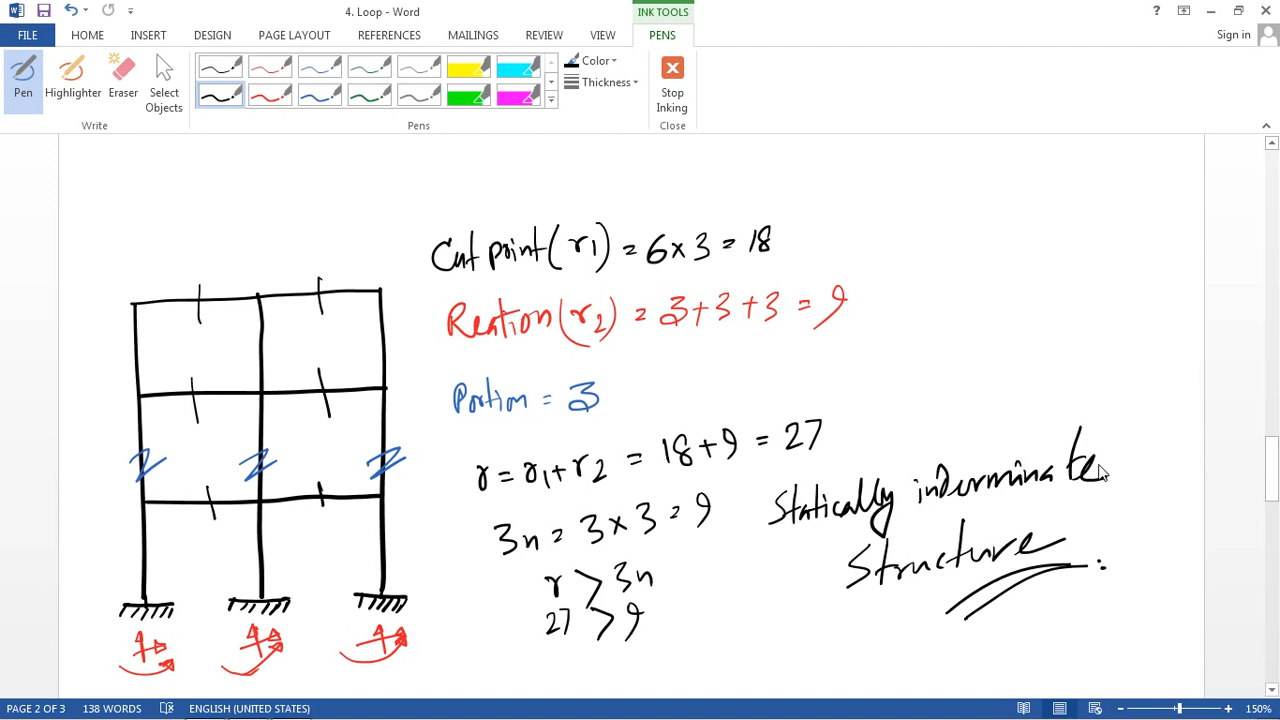 4. Loop - Word
INK TOOLS
Sign in
FILE HOME INSERT DESIGN PAGE LAYOUT REFERENCES MAILINGS REVIEW VIEW PENS
Pen Highlighter Eraser Select Objects
Color
Thickness
Stop Inking
Write Pens Close
Cut point (r1) = 6 x 3 = 18
Reation (r2) = 3+3+3 = 9
Portion = 3
r = r1+r2 = 18+9 = 27
3n = 3 x 3 = 9
r > 3n
27 > 9
Statically inderminate
Structure.
PAGE 2 OF 3 138 WORDS ENGLISH (UNITED STATES) 150%